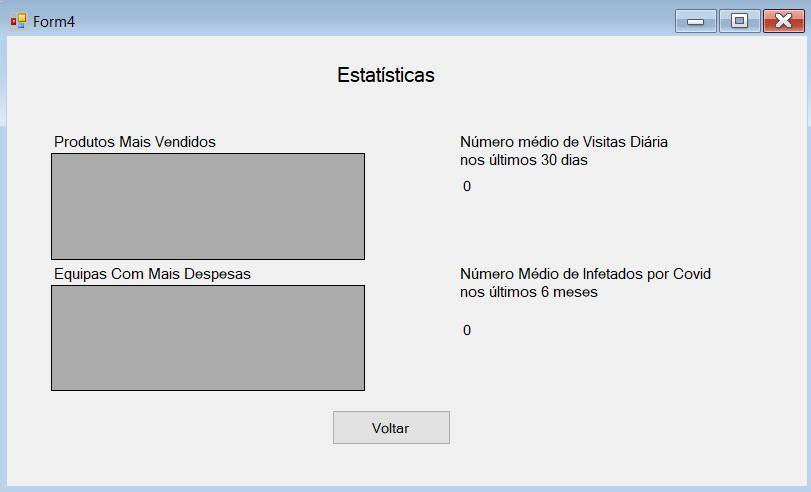 Form4
Estatísticas
Produtos Mais Vendidos
Número médio de Visitas Diária
nos últimos 30 dias
0
Equipas Com Mais Despesas
Número Médio de Infetados por Covid
nos últimos 6 meses
0
Voltar